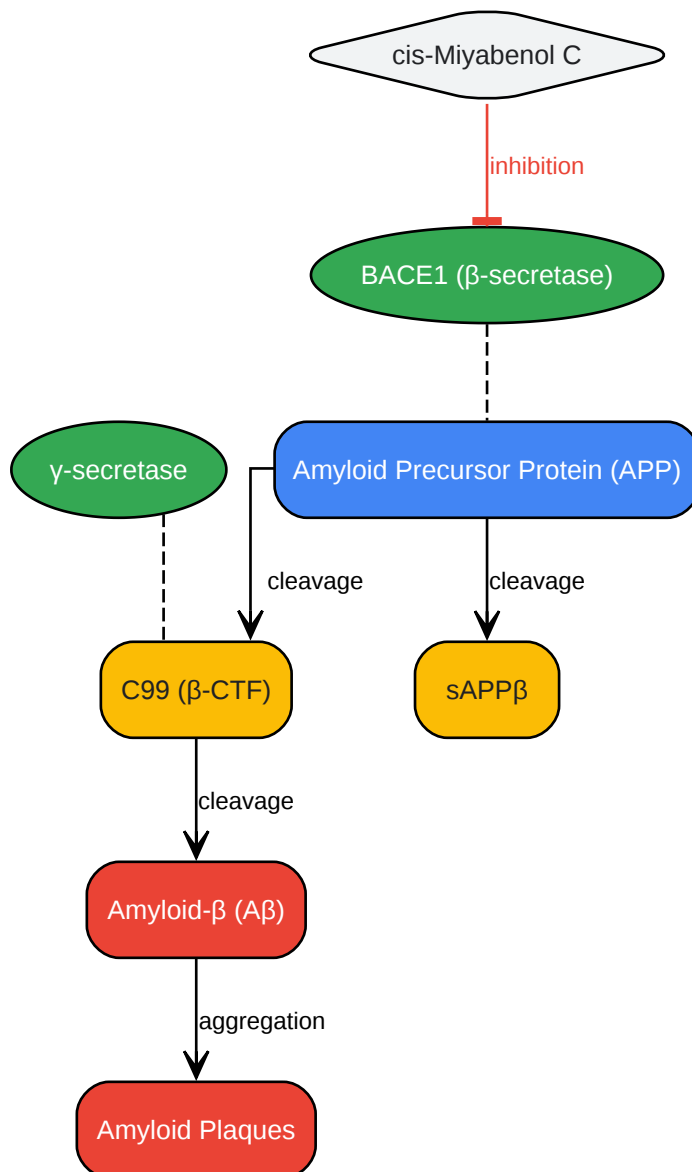 cis-Miyabenol C
inhibition
BACE1 (β-secretase)
γ-secretase
Amyloid Precursor Protein (APP)
cleavage
cleavage
C99 (β-CTF)
sAPPβ
cleavage
Amyloid-β (Aβ)
aggregation
Amyloid Plaques